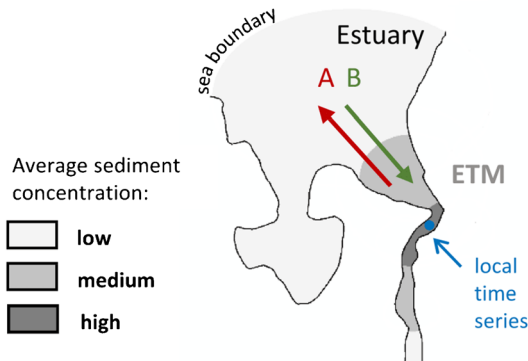 sea boundary
Estuary
A B
ETM
Average sediment
concentration:
low
medium
high
local
time
series